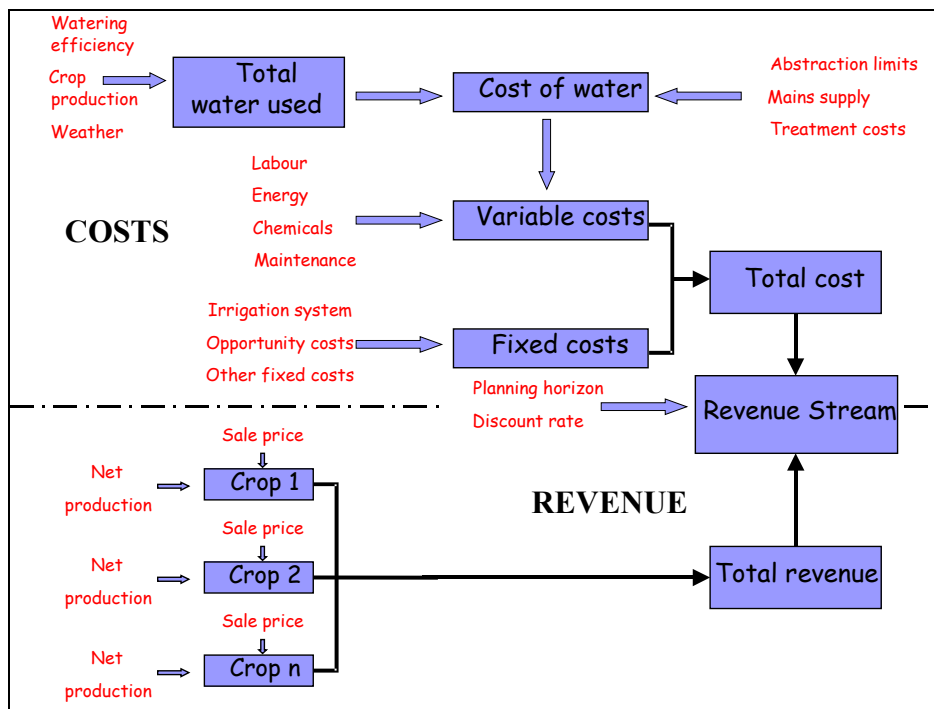 Watering
efficiency
Crop
production
Weather
Total
water used
Cost of water
Abstraction limits
Mains supply
Treatment costs
Labour
Energy
Chemicals
Maintenance
Variable costs
COSTS
Total cost
Irrigation system
Opportunity costs
Other fixed costs
Fixed costs
Planning horizon
Discount rate
Revenue Stream
Sale price
Net
production
Crop 1
REVENUE
Sale price
Net
production
Crop 2
Total revenue
Sale price
Net
production
Crop n